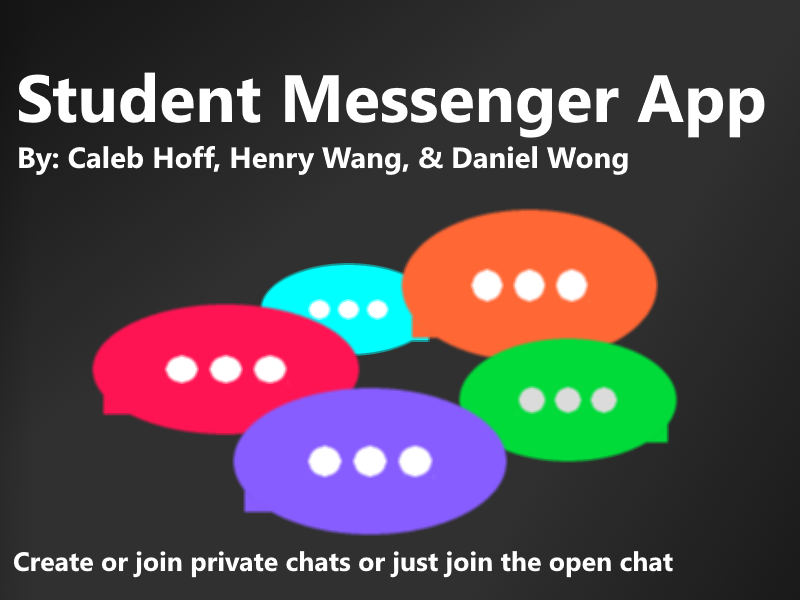 Student Messenger App
By: Caleb Hoff, Henry Wang, & Daniel Wong
Create or join private chats or just join the open chat